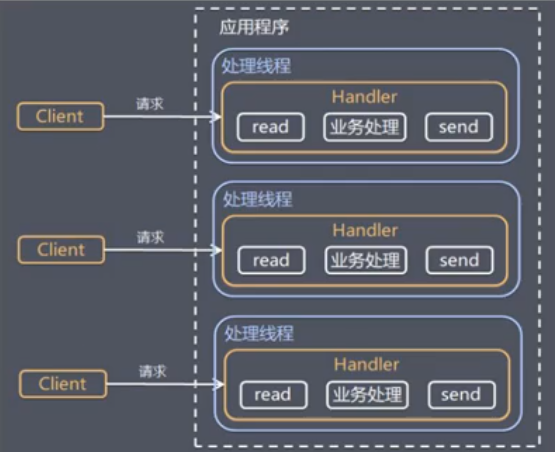 应用程序
处理线程
Handler
Client
请求
read
业务处理
send
处理线程
Handler
Client
请求
read
业务处理
send
处理线程
Handler
Client
请求
read
业务处理
send